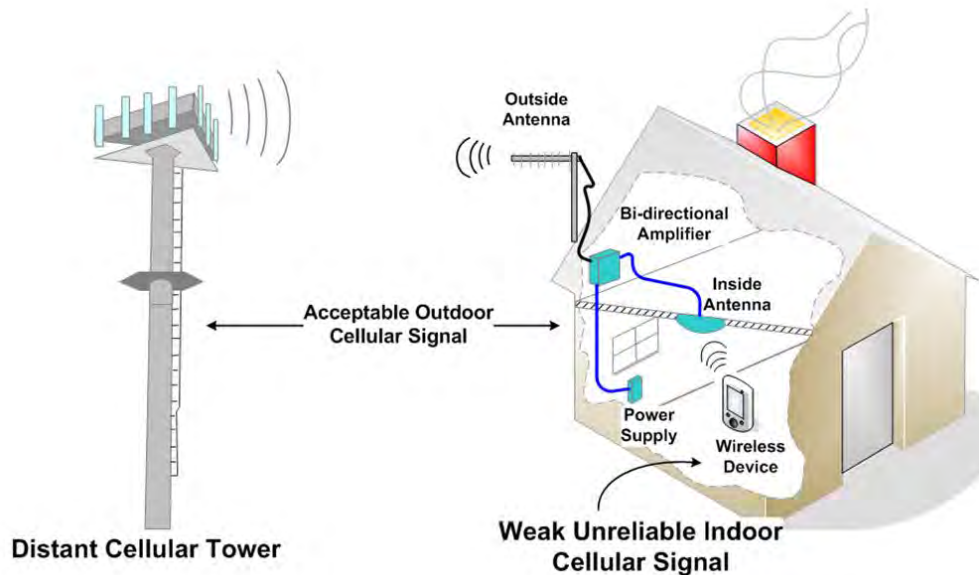 Outside
Antenna
Bi-directional
Amplifier
Inside
Antenna
Acceptable Outdoor
Cellular Signal
Power
Supply
Wireless
Device
Distant Cellular Tower
Weak Unreliable Indoor
Cellular Signal